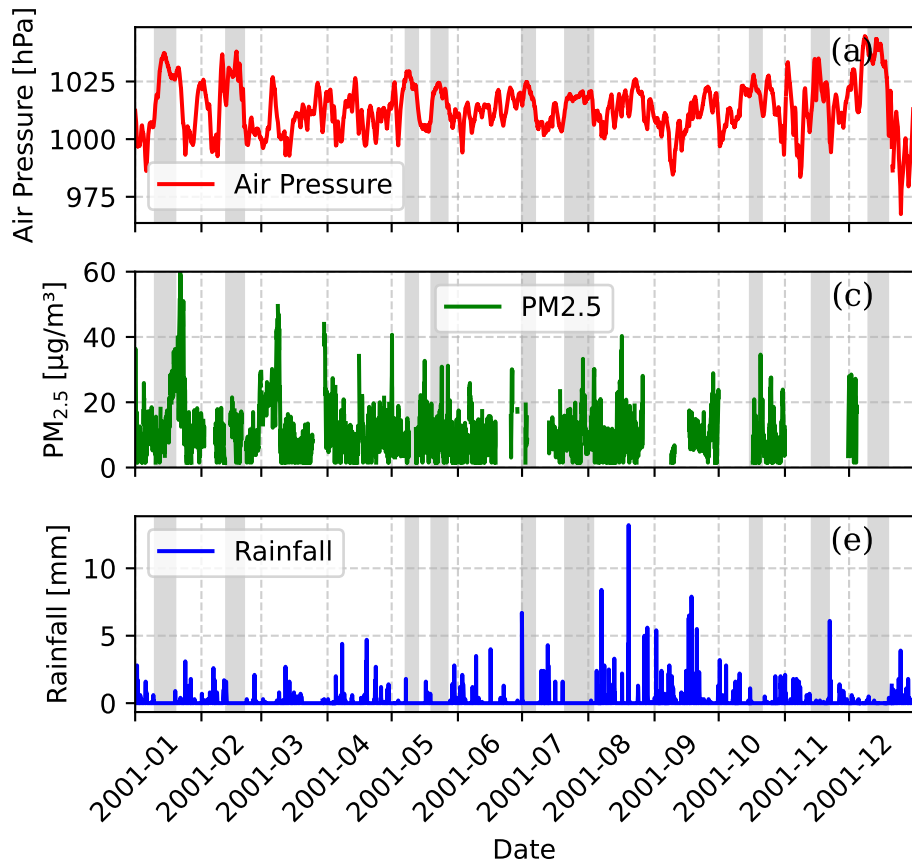 Air Pressure [hPa]
1025
1000
975
(a)
Air Pressure
PM₂.₅ [μg/m³]
60
40
20
0
(c)
PM2.5
Rainfall [mm]
10
5
0
(e)
Rainfall
2001-01
2001-02
2001-03
2001-04
2001-05
2001-06
2001-07
2001-08
2001-09
2001-10
2001-11
2001-12
Date